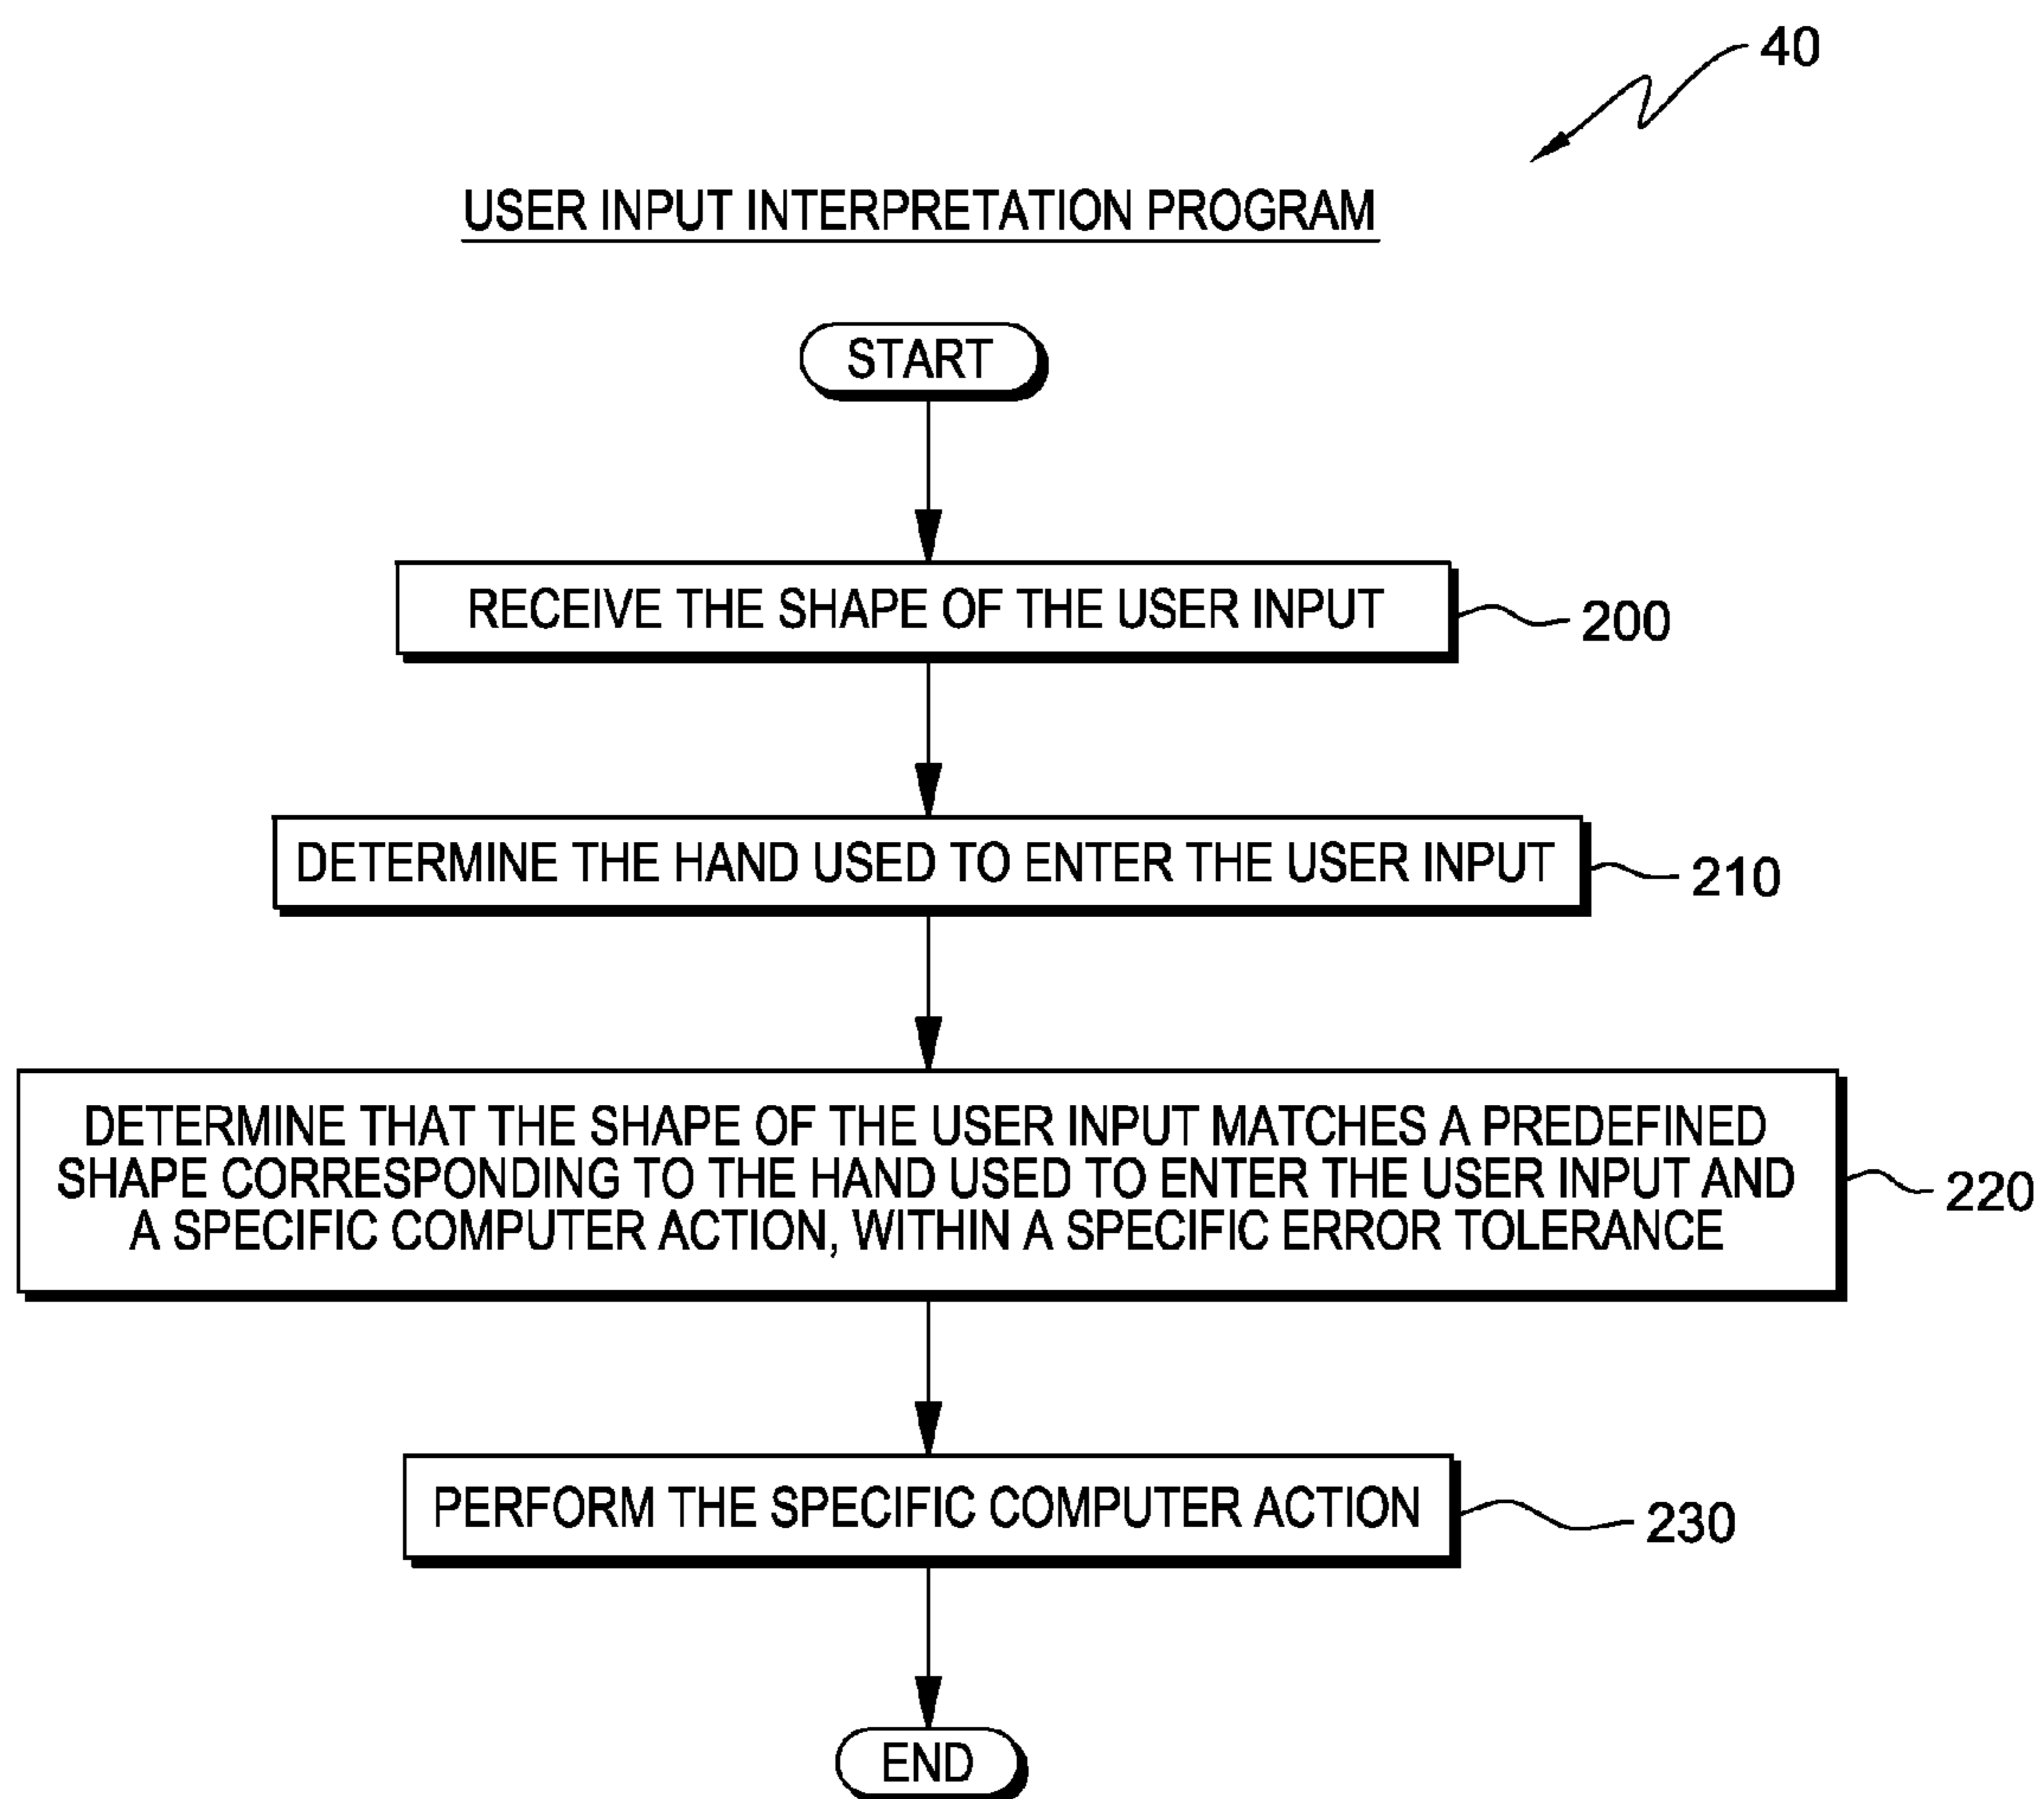 40
USER INPUT INTERPRETATION PROGRAM
START
RECEIVE THE SHAPE OF THE USER INPUT
200
DETERMINE THE HAND USED TO ENTER THE USER INPUT
210
DETERMINE THAT THE SHAPE OF THE USER INPUT MATCHES A PREDEFINED
SHAPE CORRESPONDING TO THE HAND USED TO ENTER THE USER INPUT AND
A SPECIFIC COMPUTER ACTION, WITHIN A SPECIFIC ERROR TOLERANCE
220
PERFORM THE SPECIFIC COMPUTER ACTION
230
END